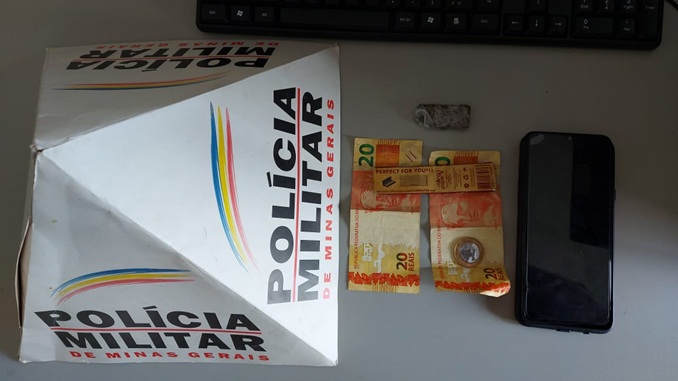 POLÍCIA
MILITAR
DE MINAS GERAIS
POLÍCIA
MILITAR
DE MINAS GERAIS
POLÍCIA
MILITAR
DE MINAS GERAIS
20
PERFECT FOR YOU
20
REAIS
20
REAIS